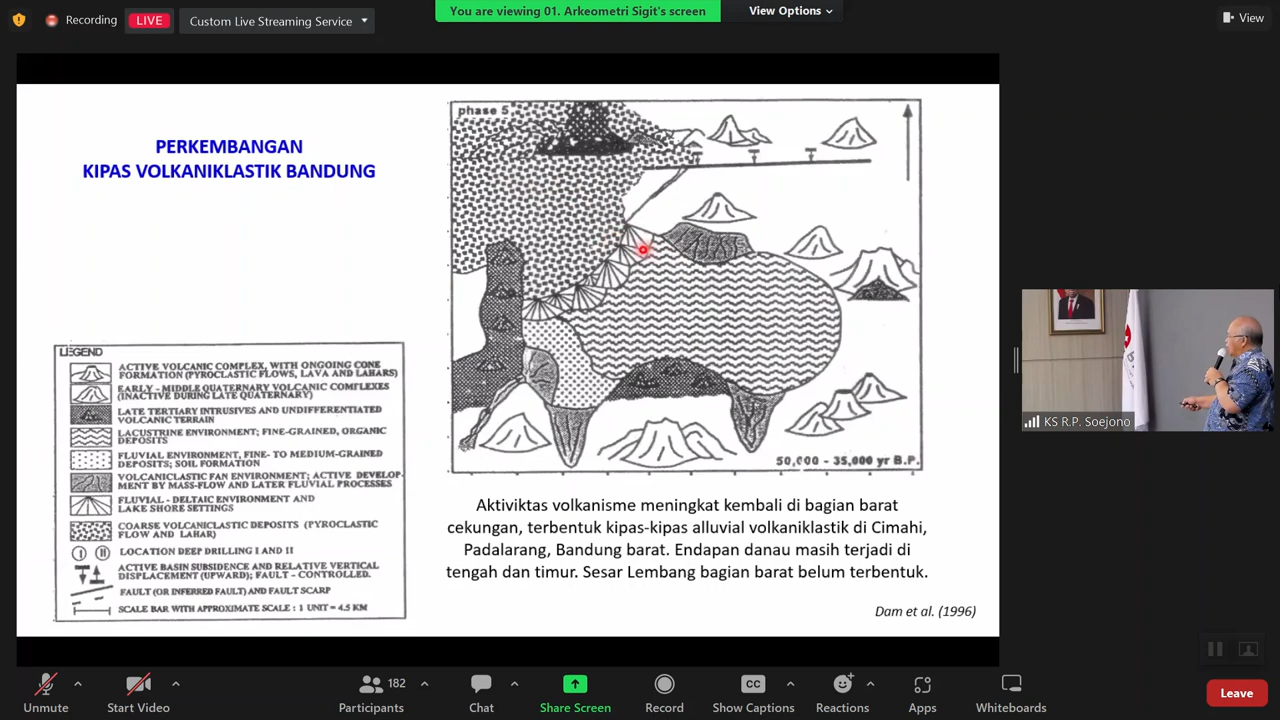 Recording
LIVE
Custom Live Streaming Service
You are viewing 01. Arkeometri Sigit's screen
View Options
View
PERKEMBANGAN
KIPAS VOLKANIKLASTIK BANDUNG
phase 5
50,000 - 35,000 yr B.P.
LEGEND
ACTIVE VOLCANIC COMPLEX, WITH ONGOING CONE
FORMATION (PYROCLASTIC FLOWS, LAVA AND LAHARS)
EARLY - MIDDLE QUATERNARY VOLCANIC COMPLEXES
(INACTIVE DURING LATE QUATERNARY)
LATE TERTIARY INTRUSIVES AND UNDIFFERENTIATED
VOLCANIC TERRAIN
LACUSTRINE ENVIRONMENT; FINE-GRAINED, ORGANIC
DEPOSITS
FLUVIAL ENVIRONMENT, FINE- TO MEDIUM-GRAINED
DEPOSITS; SOIL FORMATION
VOLCANICLASTIC FAN ENVIRONMENT; ACTIVE DEVELOP-
MENT BY MASS-FLOW AND LATER FLUVIAL PROCESSES
FLUVIAL - DELTAIC ENVIRONMENT AND
LAKE SHORE SETTINGS
COARSE VOLCANICLASTIC DEPOSITS (PYROCLASTIC
FLOW AND LAHAR)
I II LOCATION DEEP DRILLING I AND II
ACTIVE BASIN SUBSIDENCE AND RELATIVE VERTICAL
DISPLACEMENT (UPWARD); FAULT - CONTROLLED.
FAULT (OR INFERRED FAULT) AND FAULT SCARP
SCALE BAR WITH APPROXIMATE SCALE : 1 UNIT = 4.5 KM
Aktiviktas volkanisme meningkat kembali di bagian barat
cekungan, terbentuk kipas-kipas alluvial volkaniklastik di Cimahi,
Padalarang, Bandung barat. Endapan danau masih terjadi di
tengah dan timur. Sesar Lembang bagian barat belum terbentuk.
Dam et al. (1996)
KS R.P. Soejono
Unmute
Start Video
182
Participants
Chat
Share Screen
Record
CC
Show Captions
Reactions
Apps
Whiteboards
Leave